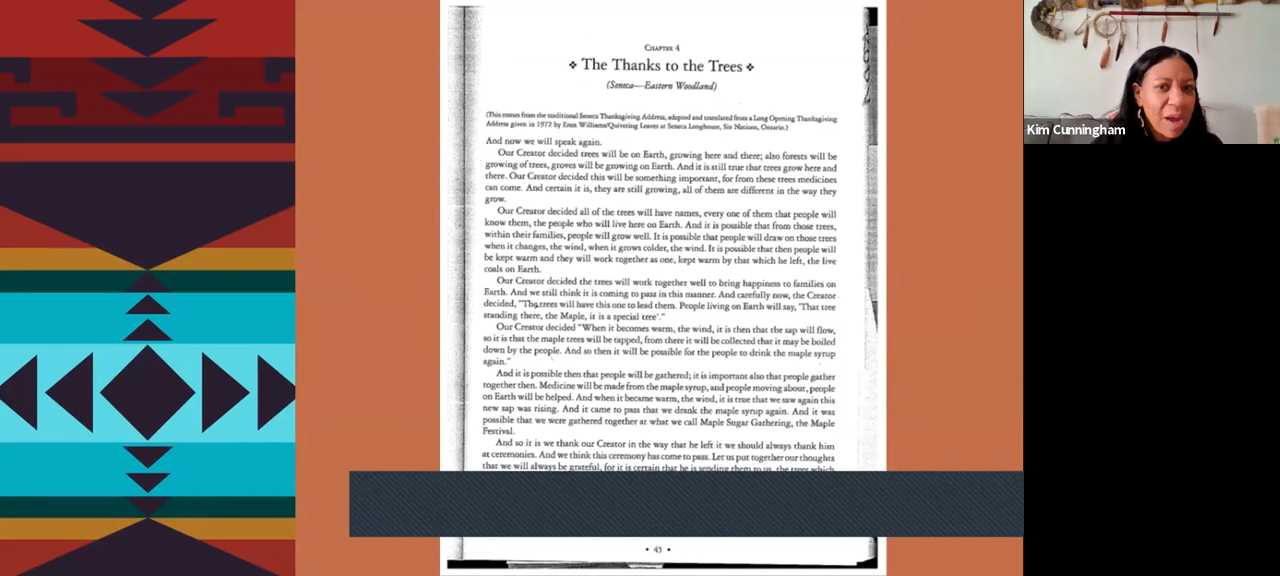 CHAPTER 4
❖ The Thanks to the Trees ❖
(Seneca—Eastern Woodland)
(This comes from the traditional Seneca Thanksgiving Address, adapted and translated from a Long Opening Thanksgiving
Address given in 1972 by Enos Williams/Quivering Leaves at Seneca Longhouse, Six Nations, Ontario.)
And now we will speak again.
Our Creator decided trees will be on Earth, growing here and there; also forests will be
growing of trees, groves will be growing on Earth. And it is still true that trees grow here and
there. Our Creator decided this will be something important, for from these trees medicines
can come. And certain it is, they are still growing, all of them are different in the way they
grow.
Our Creator decided all of the trees will have names, every one of them that people will
know them, the people who will live here on Earth. And it is possible that from those trees,
within their families, people will grow well. It is possible that people will draw on those trees
when it changes, the wind, when it grows colder, the wind. It is possible that then people will
be kept warm and they will work together as one, kept warm by that which he left, the live
coals on Earth.
Our Creator decided the trees will work together well to bring happiness to families on
Earth. And we still think it is coming to pass in this manner. And carefully now, the Creator
decided, "The trees will have this one to lead them. People living on Earth will say, 'That tree
standing there, the Maple, it is a special tree'."
Our Creator decided "When it becomes warm, the wind, it is then that the sap will flow,
so it is that the maple trees will be tapped, from there it will be collected that it may be boiled
down by the people. And so then it will be possible for the people to drink the maple syrup
again."
And it is possible then that people will be gathered; it is important also that people gather
together then. Medicine will be made from the maple syrup, and people moving about, people
on Earth will be helped. And when it became warm, the wind, it is true that we saw again this
new sap was rising. And it came to pass that we drank the maple syrup again. And it was
possible that we were gathered together at what we call Maple Sugar Gathering, the Maple
Festival.
And so it is we thank our Creator in the way that he left it we should always thank him
at ceremonies. And we think this ceremony has come to pass. Let us put together our thoughts
that we will always be grateful, for it is certain that he is sending them to us, the trees which
• 45 •
Kim Cunningham